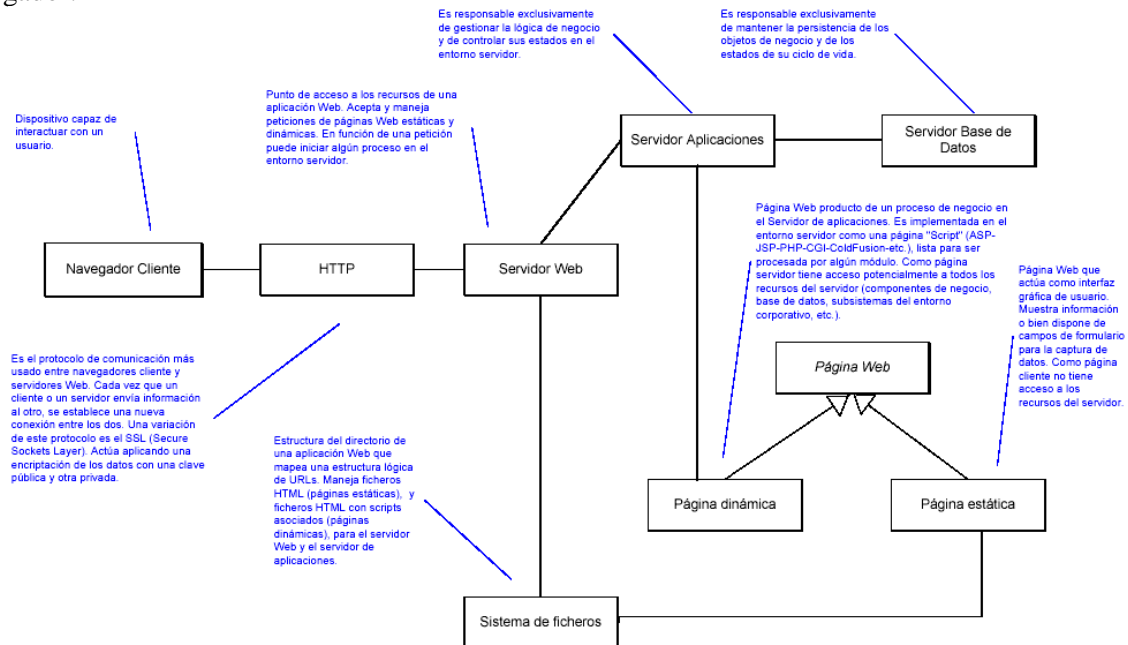 Es responsable exclusivamente
de gestionar la lógica de negocio
y de controlar sus estados en el
entorno servidor.
Es responsable exclusivamente
de mantener la persistencia de los
objetos de negocio y de los
estados de su ciclo de vida.
Punto de acceso a los recursos de una
aplicación Web. Acepta y maneja
peticiones de páginas Web estáticas y
dinámicas. En función de una petición
puede iniciar algún proceso en el
entorno servidor.
Dispositivo capaz de
interactuar con un
usuario.
Servidor Aplicaciones
Servidor Base de
Datos
Navegador Cliente
HTTP
Servidor Web
Página Web producto de un proceso de negocio en
el Servidor de aplicaciones. Es implementada en el
entorno servidor como una página "Script" (ASP-
JSP-PHP-CGI-ColdFusion-etc.), lista para ser
procesada por algún módulo. Como página
servidor tiene acceso potencialmente a todos los
recursos del servidor (componentes de negocio,
base de datos, subsistemas del entorno
corporativo, etc.).
Página Web que
actúa como interfaz
gráfica de usuario.
Muestra información
o bien dispone de
campos de formulario
para la captura de
datos. Como página
cliente no tiene
acceso a los
recursos del servidor.
Es el protocolo de comunicación más
usado entre navegadores cliente y
servidores Web. Cada vez que un
cliente o un servidor envía información
al otro, se establece una nueva
conexión entre los dos. Una variación
de este protocolo es el SSL (Secure
Sockets Layer). Actúa aplicando una
encriptación de los datos con una clave
pública y otra privada.
Página Web
Estructura del directorio de
una aplicación Web que
mapea una estructura lógica
de URLs. Maneja ficheros
HTML (páginas estáticas), y
ficheros HTML con scripts
asociados (páginas
dinámicas), para el servidor
Web y el servidor de
aplicaciones.
Página dinámica
Página estática
Sistema de ficheros